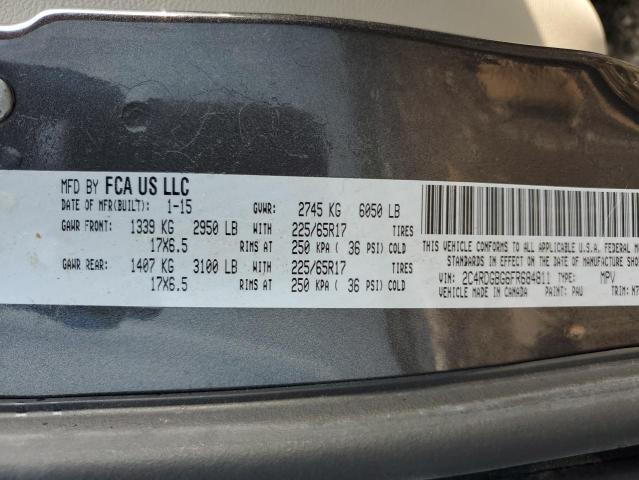 MFD BY FCA US LLC
DATE OF MFR(BUILT): 1-15 GVWR: 2745 KG 6050 LB
GAWR FRONT: 1339 KG 2950 LB WITH 225/65R17 TIRES
17X6.5 RIMS AT 250 KPA ( 36 PSI) COLD
GAWR REAR: 1407 KG 3100 LB WITH 225/65R17 TIRES
17X6.5 RIMS AT 250 KPA ( 36 PSI) COLD
THIS VEHICLE CONFORMS TO ALL APPLICABLE U.S.A. FEDERAL M
STANDARDS IN EFFECT ON THE DATE OF MANUFACTURE SHO
VIN: 2C4RDGBG6FR684811 TYPE: MPV
VEHICLE MADE IN CANADA PAINT: PAU TRIM: N7